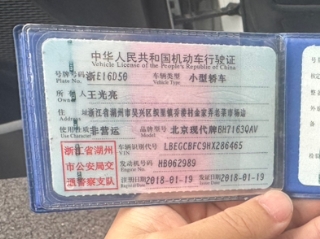 中华人民共和国机动车行驶证
Vehicle License of the People's Republic of China
号牌号码 浙E16D50 车辆类型 小型轿车
Plate No. Vehicle Type
所有人 王光亮
Owner
住址
Address
使用性质 非营运 品牌型号 北京现代牌BH7163QAV
Use Character Model
浙江省湖州
市公安局交
通警察支队
车辆识别代号 LBECBFC9HXZ86465
VIN
发动机号码 HB062989
Engine No.
注册日期 2018-01-19 发证日期 2018-01-19